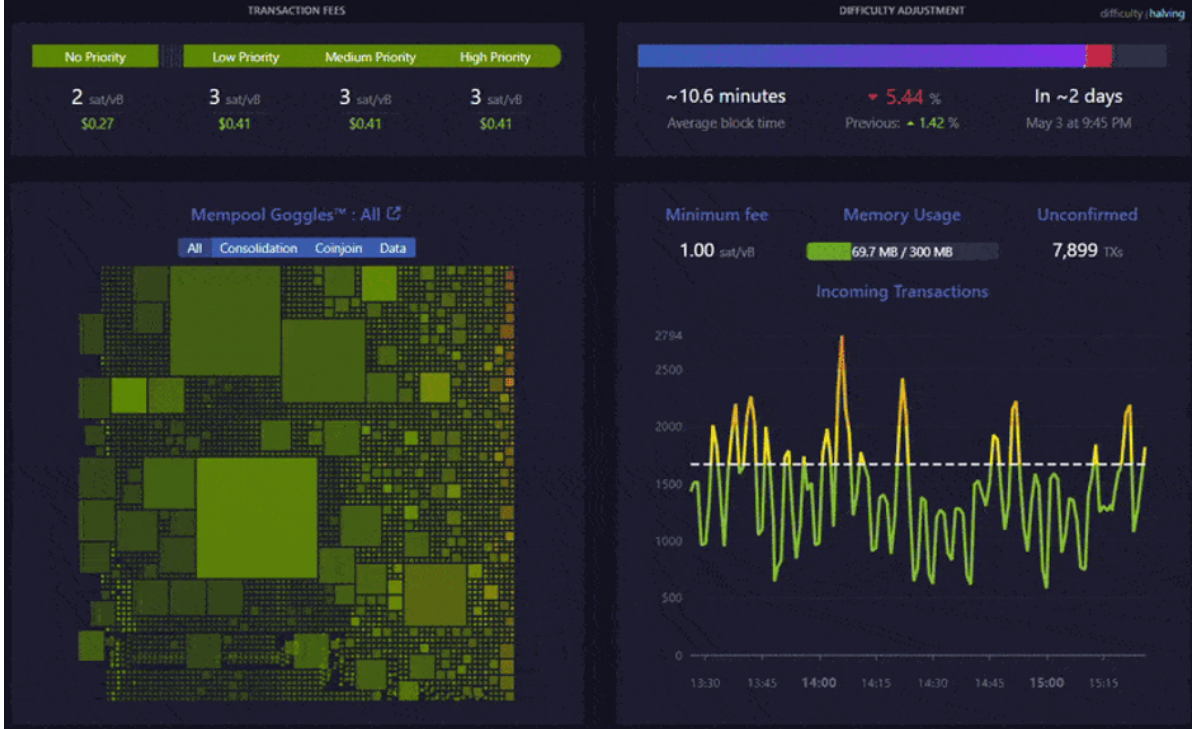 TRANSACTION FEES
No Priority Low Priority Medium Priority High Priority
2 sat/vB 3 sat/vB 3 sat/vB 3 sat/vB
$0.27 $0.41 $0.41 $0.41
DIFFICULTY ADJUSTMENT
difficulty | halving
~10.6 minutes 5.44 % In ~2 days
Average block time Previous: 1.42 % May 3 at 9:45 PM
Mempool Goggles™ : All
All Consolidation Coinjoin Data
Minimum fee Memory Usage Unconfirmed
1.00 sat/vB 69.7 MB / 300 MB 7,899 TXs
Incoming Transactions
2794
2500
2000
1500
1000
500
0
13:30 13:45 14:00 14:15 14:30 14:45 15:00 15:15